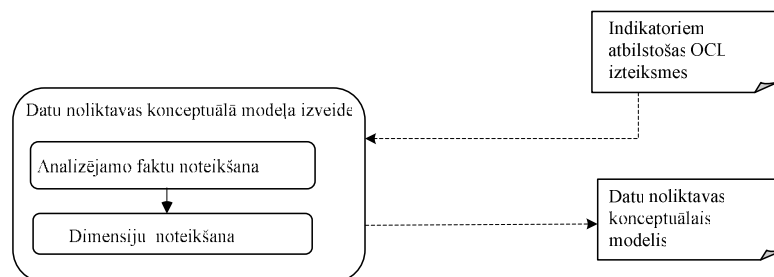 Indikatoriem
atbilstošas OCL
izteiksmes
Datu noliktavas konceptuālā modeļa izveide
Analizējamo faktu noteikšana
Dimensiju noteikšana
Datu noliktavas
konceptuālais
modelis